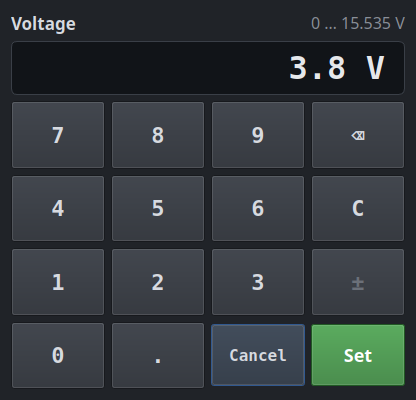 Voltage 0 ... 15.535 V
3.8 V
7 8 9 ⌫
4 5 6 C
1 2 3 ±
0 . Cancel Set